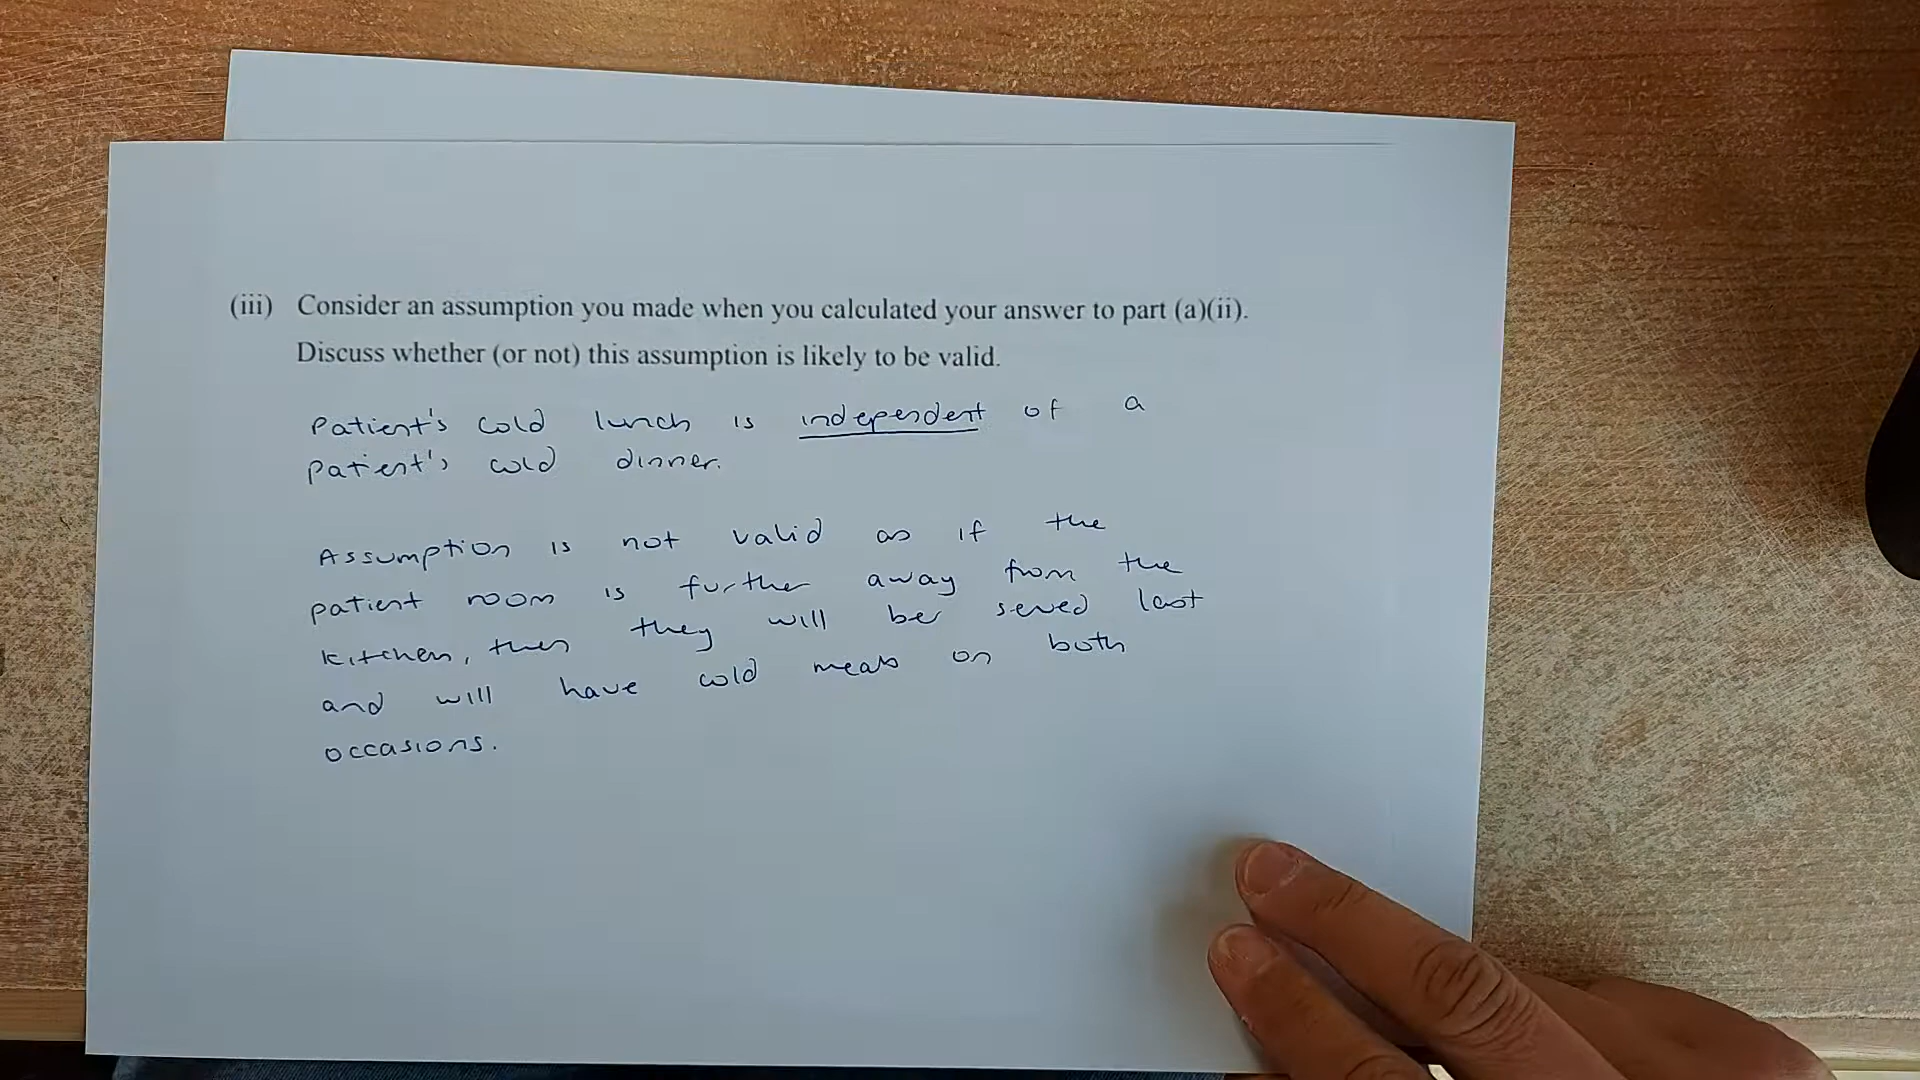 (iii) Consider an assumption you made when you calculated your answer to part (a)(ii).
Discuss whether (or not) this assumption is likely to be valid.
Patient's cold lunch is independent of a
patient's cold dinner.
Assumption is not valid as if the
patient room is further away from the
kitchen, then they will be served last
and will have cold meals on both
occasions.